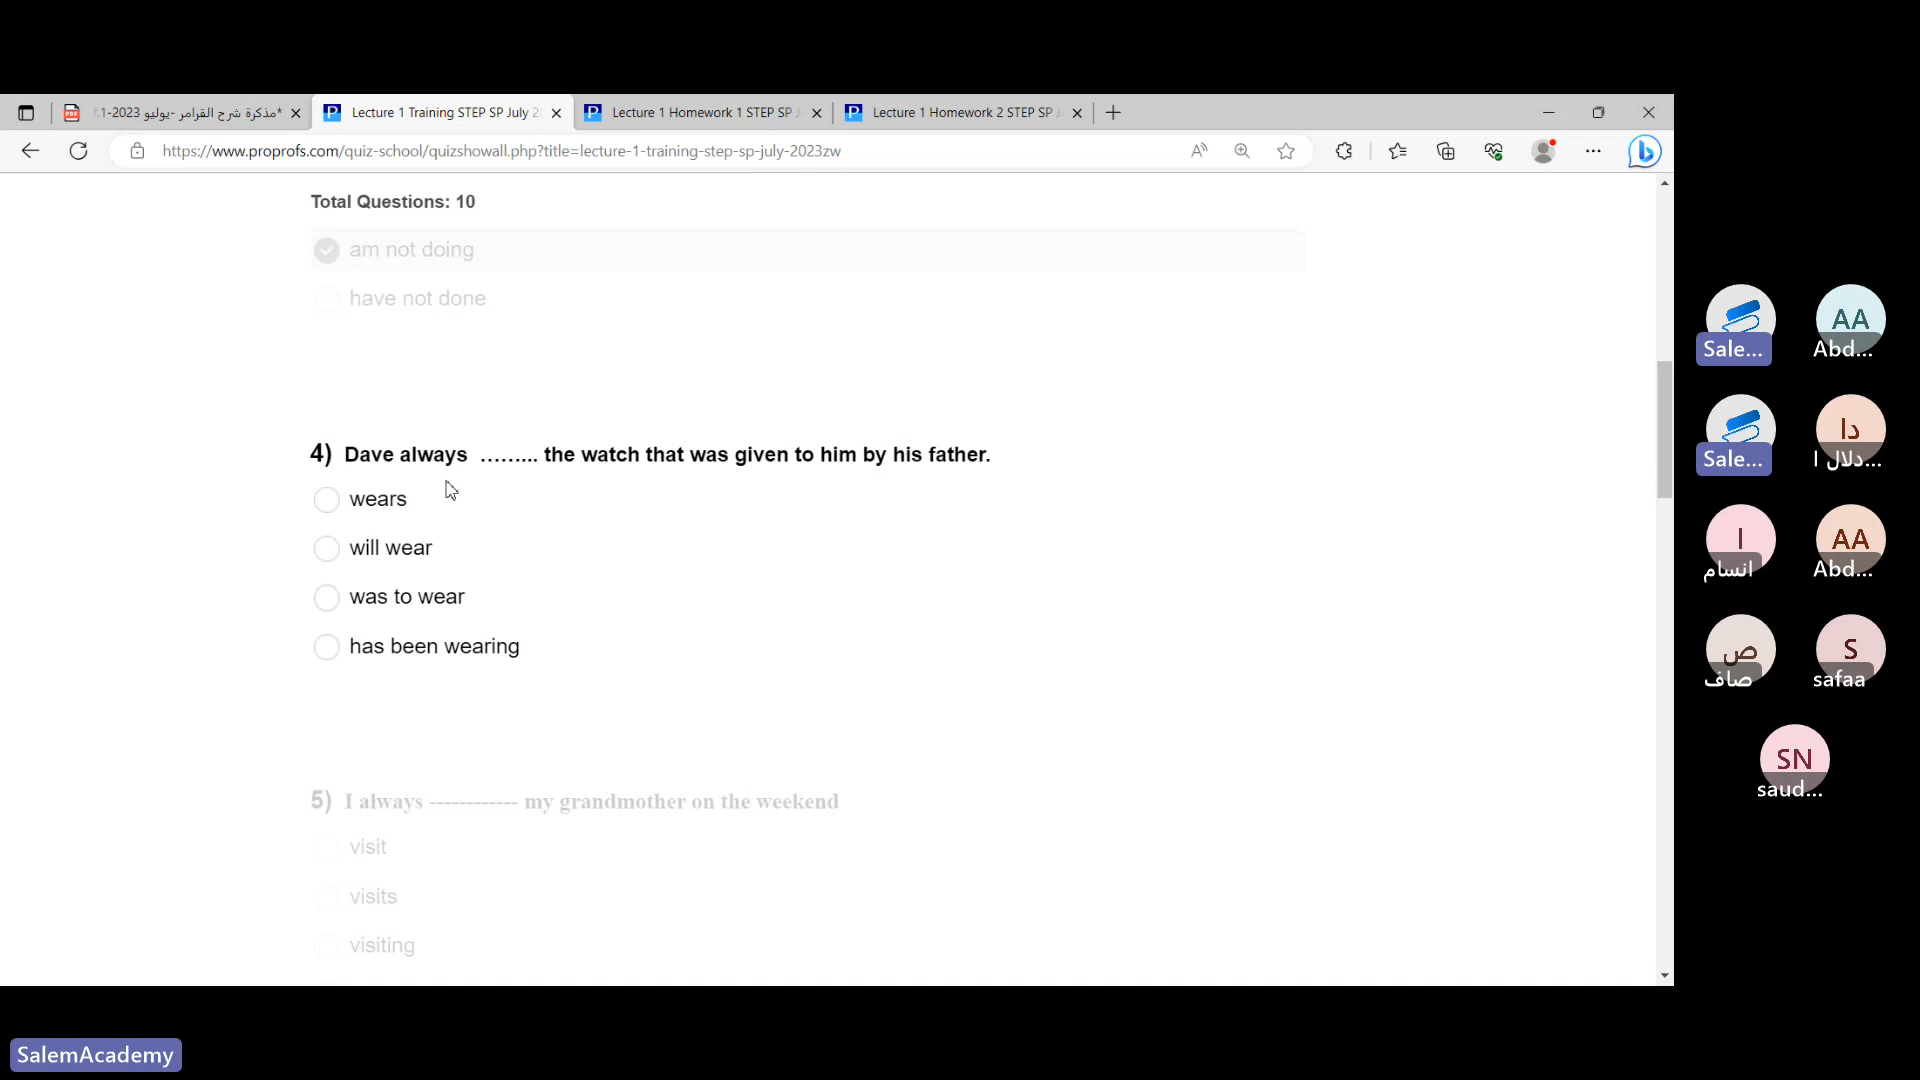 *مذكرة شرح القرامر -يوليو 2023-1
Lecture 1 Training STEP SP July 2
Lecture 1 Homework 1 STEP SP J
Lecture 1 Homework 2 STEP SP J
https://www.proprofs.com/quiz-school/quizshowall.php?title=lecture-1-training-step-sp-july-2023zw
Total Questions: 10
am not doing
have not done
4) Dave always ......... the watch that was given to him by his father.
wears
will wear
was to wear
has been wearing
5) I always ------------ my grandmother on the weekend
visit
visits
visiting
Sale...
AA
Abd...
Sale...
دا
دلال ا...
ا
انسام
AA
Abd...
ص
صاف
S
safaa
SN
saud...
SalemAcademy